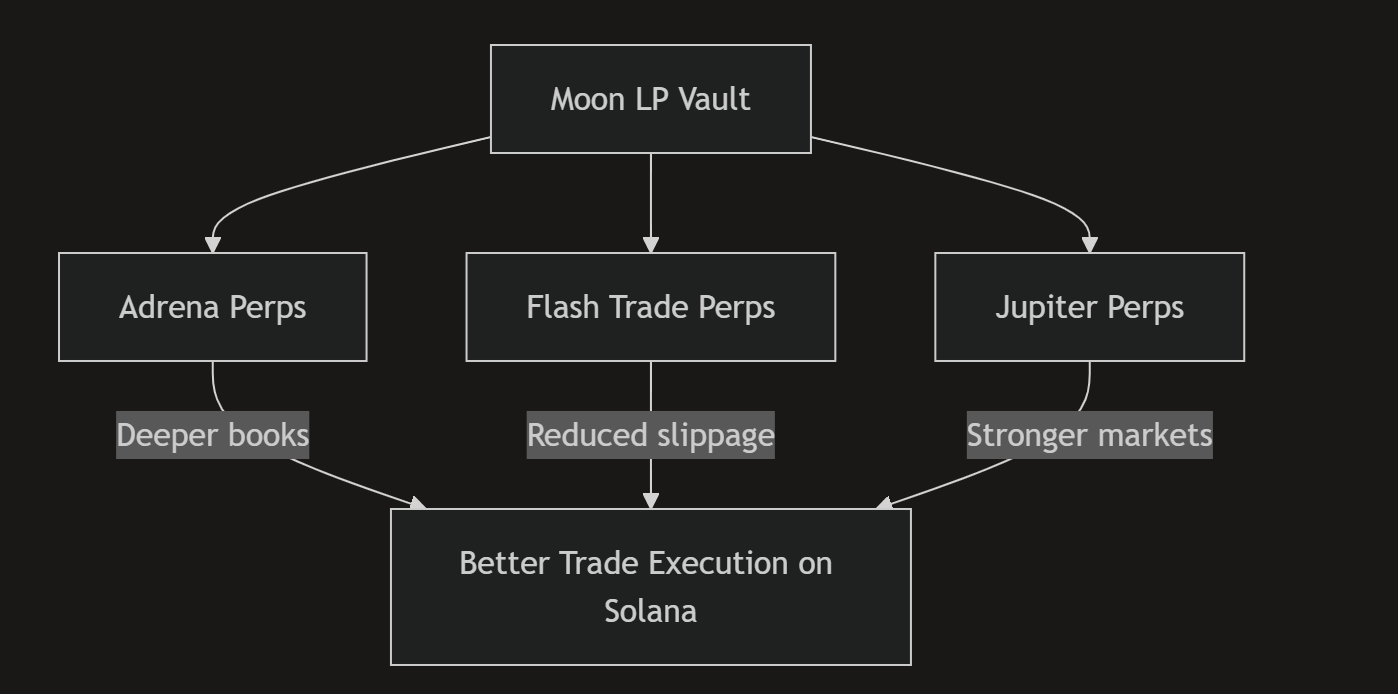 Moon LP Vault
Adrena Perps
Flash Trade Perps
Jupiter Perps
Deeper books
Reduced slippage
Stronger markets
Better Trade Execution on
Solana